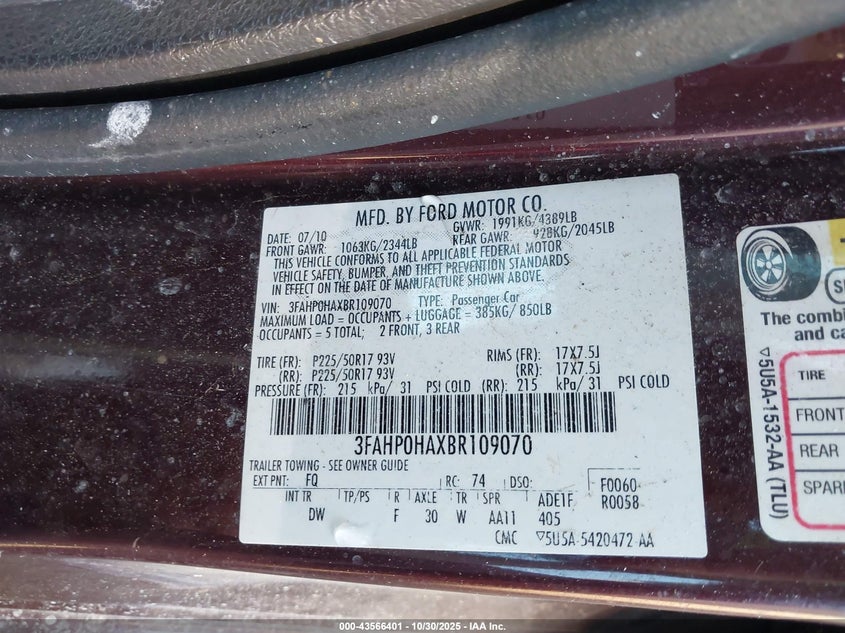 MFD. BY FORD MOTOR CO.
DATE: 07/10 GVWR: 1991KG/4389LB
FRONT GAWR: 1063KG/2344LB REAR GAWR: 928KG/2045LB
THIS VEHICLE CONFORMS TO ALL APPLICABLE FEDERAL MOTOR
VEHICLE SAFETY, BUMPER, AND THEFT PREVENTION STANDARDS
IN EFFECT ON THE DATE OF MANUFACTURE SHOWN ABOVE.
VIN: 3FAHP0HAXBR109070 TYPE: Passenger Car
MAXIMUM LOAD = OCCUPANTS + LUGGAGE = 385KG/ 850LB
OCCUPANTS = 5 TOTAL; 2 FRONT, 3 REAR
TIRE (FR): P225/50R17 93V RIMS (FR): 17X7.5J
(RR): P225/50R17 93V (RR): 17X7.5J
PRESSURE (FR): 215 kPa/ 31 PSI COLD (RR): 215 kPa/ 31 PSI COLD
3FAHP0HAXBR109070
TRAILER TOWING - SEE OWNER GUIDE
EXT PNT: FQ RC: 74 DSO: F0060
INT TR TP/PS R AXLE TR SPR ADE1F R0058
DW F 30 W AA11 405
CMC ▽5U5A-5420472-AA
The combi
and ca
TIRE
FRONT
REAR
SPARE
▽5U5A-1532-AA (TLU)
000-43566401 - 10/30/2025 - IAA Inc.